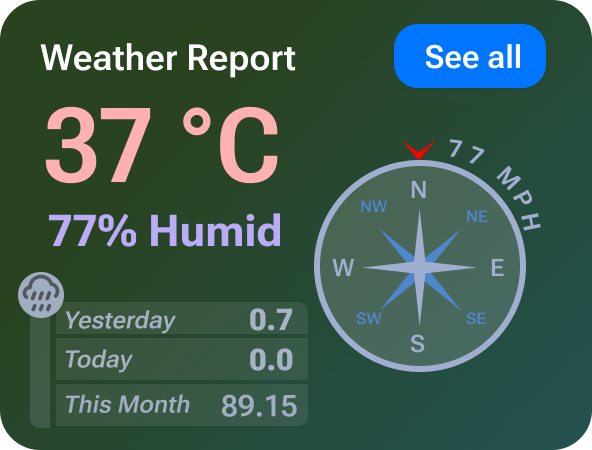 Weather Report
See all
37 °C
77% Humid
77 MPH
N
NW
NE
W
E
SW
SE
S
Yesterday 0.7
Today 0.0
This Month 89.15